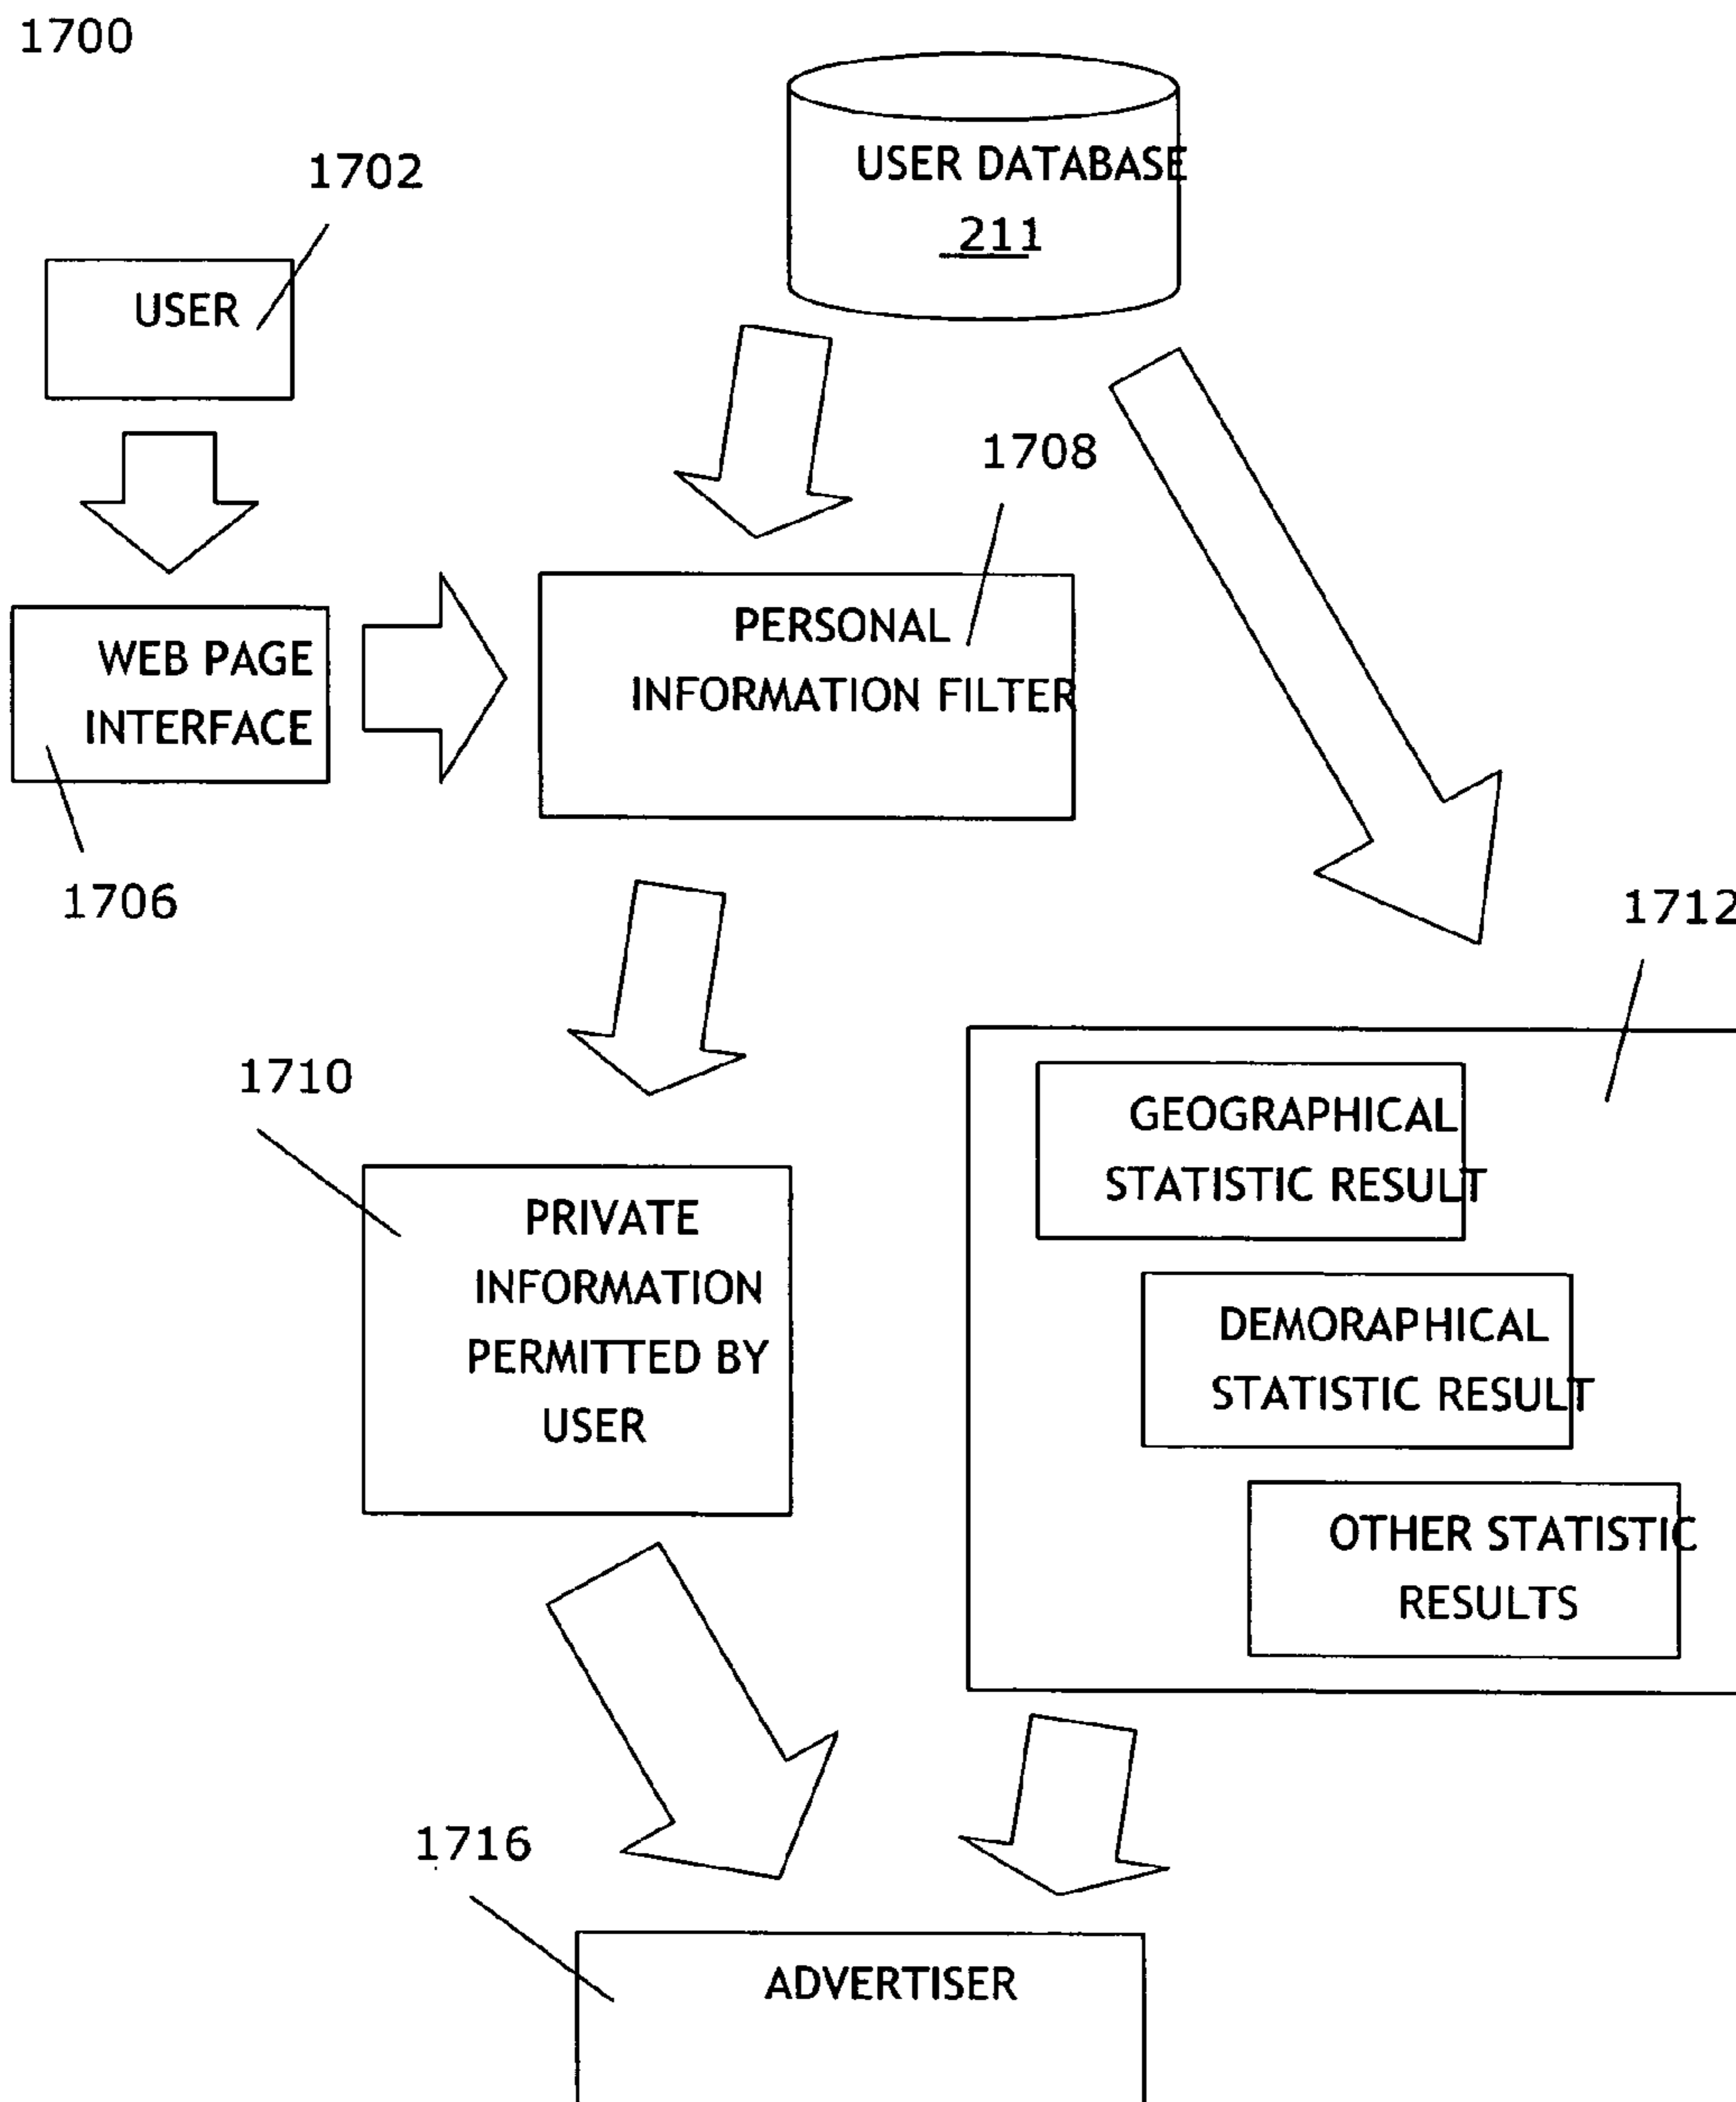 1700
1702
USER DATABASE
211
USER
1708
WEB PAGE
INTERFACE
PERSONAL
INFORMATION FILTER
1706
1712
1710
GEOGRAPHICAL
STATISTIC RESULT
PRIVATE
INFORMATION
PERMITTED BY
USER
DEMORAPHICAL
STATISTIC RESULT
OTHER STATISTIC
RESULTS
1716
ADVERTISER